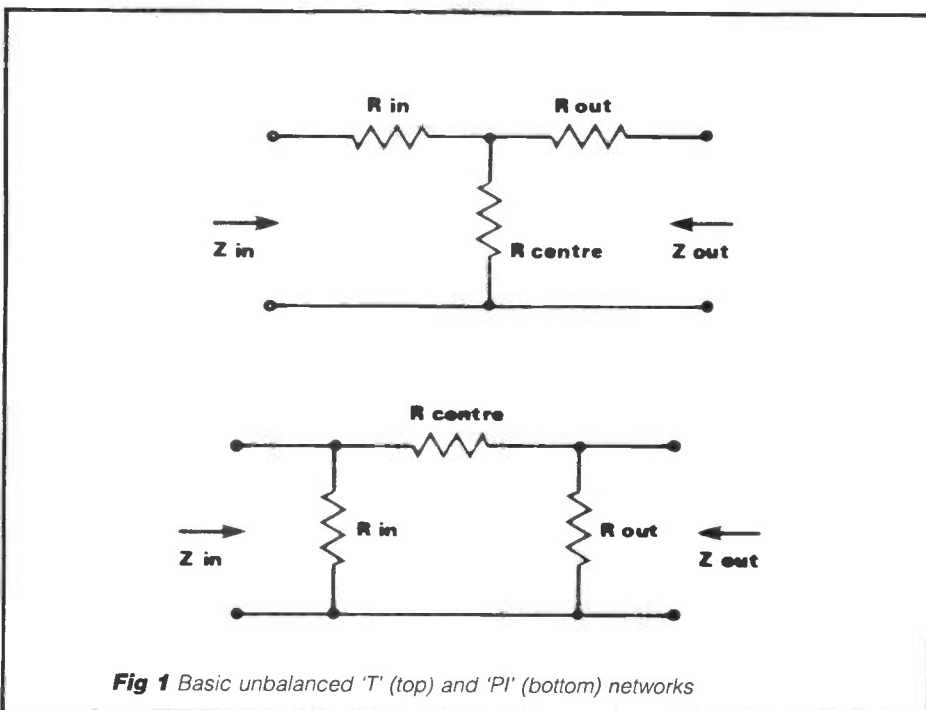 R in
R out
R centre
Z in
Z out
R centre
R in
R out
Z in
Z out
Fig 1 Basic unbalanced 'T' (top) and 'PI' (bottom) networks